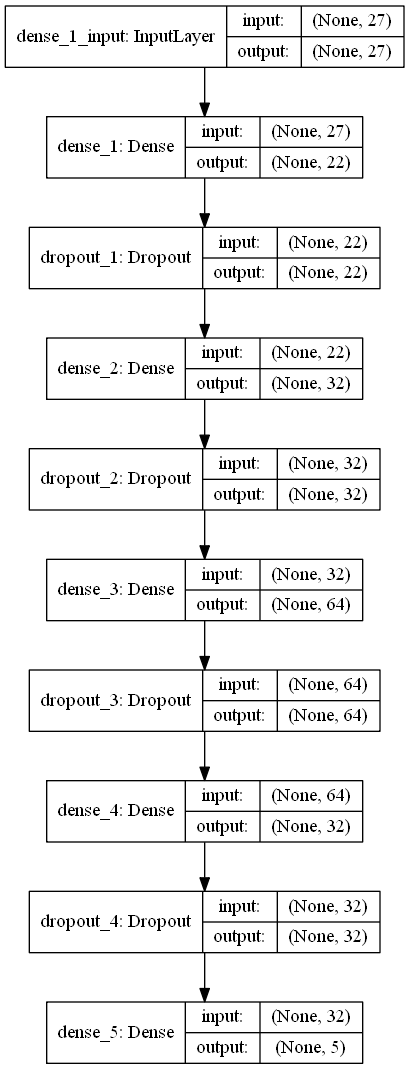 dense_1_input: InputLayer
input: (None, 27)
output: (None, 27)
dense_1: Dense
input: (None, 27)
output: (None, 22)
dropout_1: Dropout
input: (None, 22)
output: (None, 22)
dense_2: Dense
input: (None, 22)
output: (None, 32)
dropout_2: Dropout
input: (None, 32)
output: (None, 32)
dense_3: Dense
input: (None, 32)
output: (None, 64)
dropout_3: Dropout
input: (None, 64)
output: (None, 64)
dense_4: Dense
input: (None, 64)
output: (None, 32)
dropout_4: Dropout
input: (None, 32)
output: (None, 32)
dense_5: Dense
input: (None, 32)
output: (None, 5)